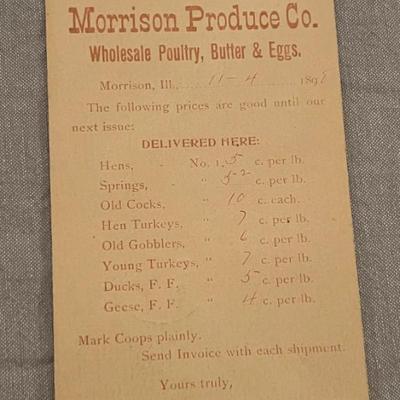 Morrison Produce Co.
Wholesale Poultry, Butter & Eggs.
Morrison, Ill., 11-4 1898
The following prices are good until our
next issue:
DELIVERED HERE:
Hens, - No. 1, 5 c. per lb.
Springs, - " 5½ c. per lb.
Old Cocks, " 10 c. each.
Hen Turkeys, " 7 c. per lb.
Old Gobblers, " 6 c. per lb.
Young Turkeys, " 7 c. per lb.
Ducks, F. F. " 5 c. per lb.
Geese, F. F. " 4 c. per lb.
Mark Coops plainly.
Send Invoice with each shipment.
Yours truly,